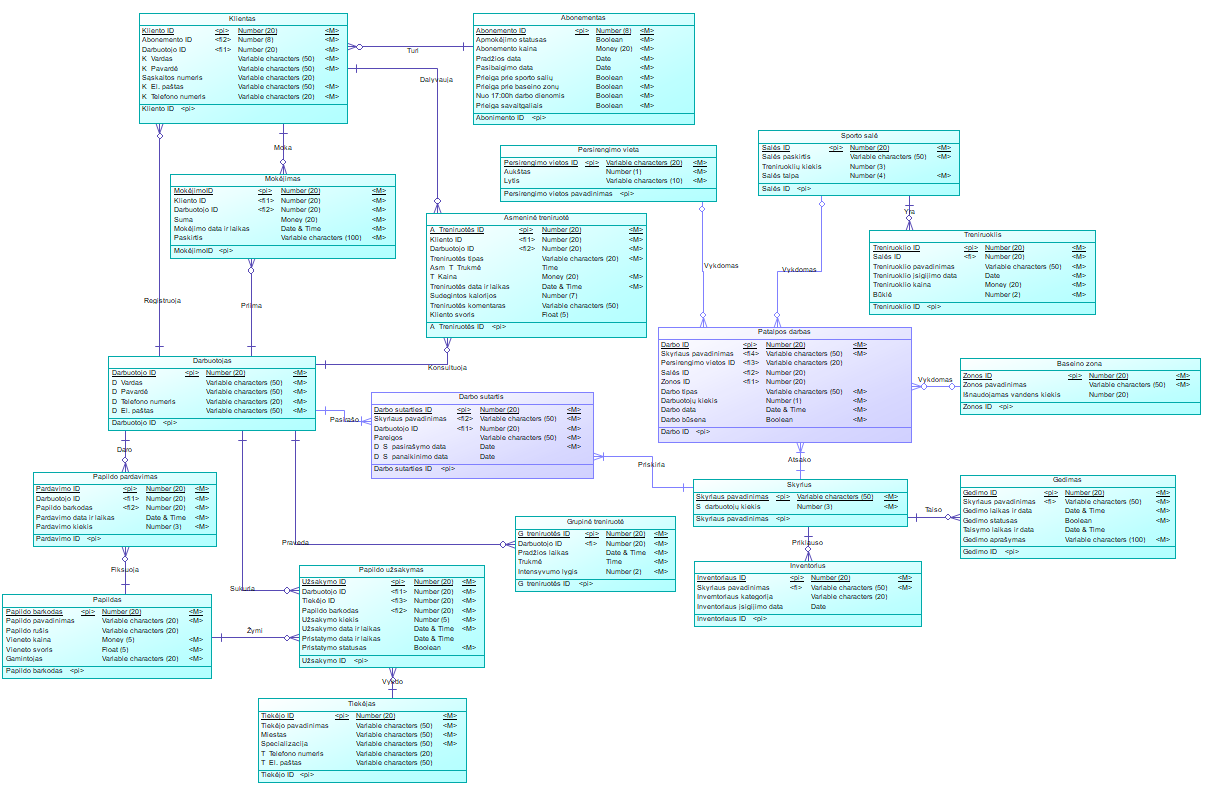 Klientas
Kliento ID <pi> Number (20) <M>
Abonemento ID <fi2> Number (8) <M>
Darbuotojo ID <fi1> Number (20) <M>
K_Vardas Variable characters (50) <M>
K_Pavardė Variable characters (50) <M>
Sąskaitos numeris Variable characters (20)
K_El. paštas Variable characters (50) <M>
K_Telefono numeris Variable characters (20) <M>
Kliento ID <pi>
Turi
Abonementas
Abonemento ID <pi> Number (8) <M>
Apmokėjimo statusas Boolean <M>
Abonemento kaina Money (20) <M>
Pradžios data Date <M>
Pasibaigimo data Date <M>
Prieiga prie sporto salių Boolean <M>
Prieiga prie baseino zonų Boolean <M>
Nuo 17:00h darbo dienomis Boolean <M>
Prieiga savaitgaliais Boolean <M>
Abonimento ID <pi>
Dalyvauja
Moka
Mokėjimas
MokėjimoID <pi> Number (20) <M>
Kliento ID <fi1> Number (20) <M>
Darbuotojo ID <fi2> Number (20) <M>
Suma Money (20) <M>
Mokėjimo data ir laikas Date & Time <M>
Paskirtis Variable characters (100) <M>
MokėjimoID <pi>
Persirengimo vieta
Persirengimo vietos ID <pi> Variable characters (20) <M>
Aukštas Number (1) <M>
Lytis Variable characters (10) <M>
Persirengimo vietos pavadinimas <pi>
Sporto salė
Salės ID <pi> Number (20) <M>
Salės paskirtis Variable characters (50) <M>
Treniruoklių kiekis Number (3)
Salės talpa Number (4) <M>
Salės ID <pi>
Yra
Treniruoklis
Treniruoklio ID <pi> Number (20) <M>
Salės ID <fi> Number (20) <M>
Treniruoklio pavadinimas Variable characters (50) <M>
Treniruoklio įsigijimo data Date <M>
Treniruoklio kaina Money (20) <M>
Būklė Number (2) <M>
Treniruoklio ID <pi>
Asmeninė treniruotė
A_Treniruotės ID <pi> Number (20) <M>
Kliento ID <fi1> Number (20) <M>
Darbuotojo ID <fi2> Number (20) <M>
Treniruotės tipas Variable characters (20) <M>
Asm_T_Trukmė Time
T_Kaina Money (20) <M>
Treniruotės data ir laikas Date & Time <M>
Sudegintos kalorijos Number (7)
Treniruotės komentaras Variable characters (50)
Kliento svoris Float (5)
A_Treniruotės ID <pi>
Vykdomas
Vykdomas
Registruoja
Priima
Konsultuoja
Patalpos darbas
Darbo ID <pi> Number (20) <M>
Skyriaus pavadinimas <fi4> Variable characters (50) <M>
Persirengimo vietos ID <fi3> Variable characters (20)
Salės ID <fi2> Number (20)
Zonos ID <fi1> Number (20)
Darbo tipas Variable characters (50) <M>
Darbuotojų kiekis Number (1) <M>
Darbo data Date & Time <M>
Darbo būsena Boolean <M>
Darbo ID <pi>
Vykdomas
Baseino zona
Zonos ID <pi> Number (20) <M>
Zonos pavadinimas Variable characters (50) <M>
Išnaudojamas vandens kiekis Number (20)
Zonos ID <pi>
Darbuotojas
Darbuotojo ID <pi> Number (20) <M>
D_Vardas Variable characters (50) <M>
D_Pavardė Variable characters (50) <M>
D_Telefono numeris Variable characters (20) <M>
D_El. paštas Variable characters (50) <M>
Darbuotojo ID <pi>
Pasirašo
Darbo sutartis
Darbo sutarties ID <pi> Number (20) <M>
Skyriaus pavadinimas <fi2> Variable characters (50) <M>
Darbuotojo ID <fi1> Number (20) <M>
Pareigos Variable characters (50) <M>
D_S_pasirašymo data Date <M>
D_S_panaikinimo data Date
Darbo sutarties ID <pi>
Priskiria
Atsako
Skyrius
Skyriaus pavadinimas <pi> Variable characters (50) <M>
S_darbuotojų kiekis Number (3) <M>
Skyriaus pavadinimas <pi>
Taiso
Gedimas
Gedimo ID <pi> Number (20) <M>
Skyriaus pavadinimas <fi> Variable characters (50) <M>
Gedimo laikas ir data Date & Time <M>
Gedimo statusas Boolean <M>
Taisymo laikas ir data Date & Time
Gedimo aprašymas Variable characters (100) <M>
Gedimo ID <pi>
Priklauso
Inventorius
Inventoriaus ID <pi> Number (20) <M>
Skyriaus pavadinimas <fi> Variable characters (50) <M>
Inventoriaus kategorija Variable characters (20) <M>
Inventoriaus įsigijimo data Date
Inventoriaus ID <pi>
Daro
Papildo pardavimas
Pardavimo ID <pi> Number (20) <M>
Darbuotojo ID <fi1> Number (20) <M>
Papildo barkodas <fi2> Number (20) <M>
Pardavimo data ir laikas Date & Time <M>
Pardavimo kiekis Number (3) <M>
Pardavimo ID <pi>
Fiksuoja
Praveda
Grupinė treniruotė
G_treniruotės ID <pi> Number (20) <M>
Darbuotojo ID <fi> Number (20) <M>
Pradžios laikas Date & Time <M>
Trukmė Time <M>
Intensyvumo lygis Number (2) <M>
G_treniruotės ID <pi>
Sukuria
Papildo užsakymas
Užsakymo ID <pi> Number (20) <M>
Darbuotojo ID <fi1> Number (20) <M>
Tiekėjo ID <fi3> Number (20) <M>
Papildo barkodas <fi2> Number (20) <M>
Užsakymo kiekis Number (5) <M>
Užsakymo data ir laikas Date & Time <M>
Pristatymo data ir laikas Date & Time
Pristatymo statusas Boolean <M>
Užsakymo ID <pi>
Papildas
Papildo barkodas <pi> Number (20) <M>
Papildo pavadinimas Variable characters (20) <M>
Papildo rušis Variable characters (20) <M>
Vieneto kaina Money (5) <M>
Vieneto svoris Float (5) <M>
Gamintojas Variable characters (20) <M>
Papildo barkodas <pi>
Žymi
Vykdo
Tiekėjas
Tiekėjo ID <pi> Number (20) <M>
Tiekėjo pavadinimas Variable characters (50) <M>
Miestas Variable characters (50) <M>
Specializacija Variable characters (50) <M>
T_Telefono numeris Variable characters (20)
T_El. paštas Variable characters (50)
Tiekėjo ID <pi>